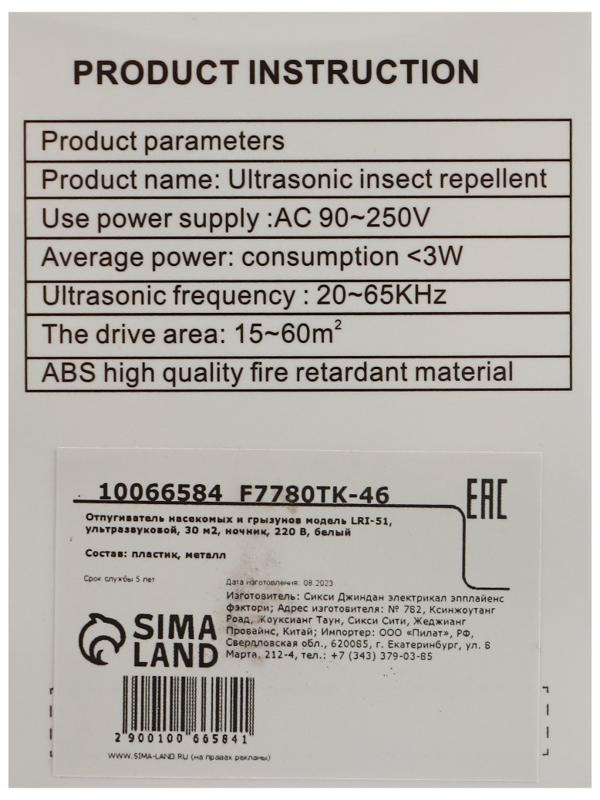 PRODUCT INSTRUCTION
Product parameters
Product name: Ultrasonic insect repellent
Use power supply :AC 90~250V
Average power: consumption <3W
Ultrasonic frequency : 20~65KHz
The drive area: 15~60m²
ABS high quality fire retardant material
10066584 F7780TK-46
EAC
Отпугиватель насекомых и грызунов модель LRI-51,
ультразвуковой, 30 м2, ночник, 220 В, белый
Состав: пластик, металл
Срок службы 5 лет
Дата изготовления: 08.2023
Изготовитель: Сикси Джиндан электрикал эпплайенс
фэктори; Адрес изготовителя: № 782, Ксинжоутанг
Роад, Жоуксианг Таун, Сикси Сити, Жеджианг
Провайнс, Китай; Импортер: ООО «Пилат», РФ,
Свердловская обл., 620085, г. Екатеринбург, ул. 8
Марта, 212-4, тел.: +7 (343) 379-03-85
SIMA
LAND
2 900100 665841
WWW.SIMA-LAND.RU (на правах рекламы)